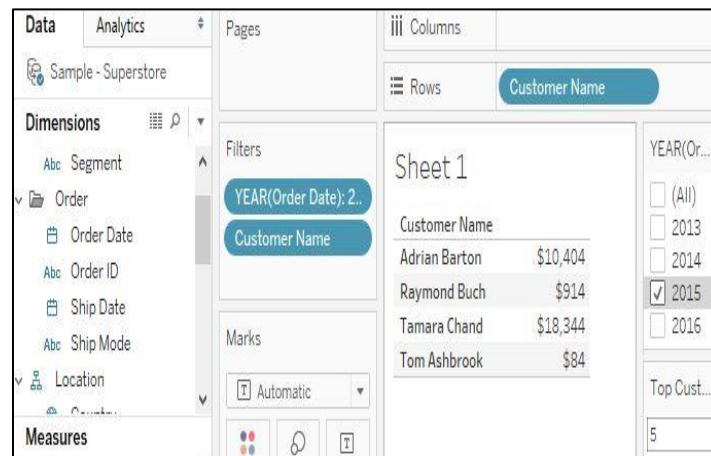 Data Analytics
Sample - Superstore
Dimensions
Abc Segment
Order
Order Date
Abc Order ID
Ship Date
Abc Ship Mode
Location
Country
Measures
Pages
Filters
YEAR(Order Date): 2..
Customer Name
Marks
Automatic
iii Columns
Rows Customer Name
Sheet 1
Customer Name
Adrian Barton $10,404
Raymond Buch $914
Tamara Chand $18,344
Tom Ashbrook $84
YEAR(Or...
(All)
2013
2014
2015
2016
Top Cust...
5